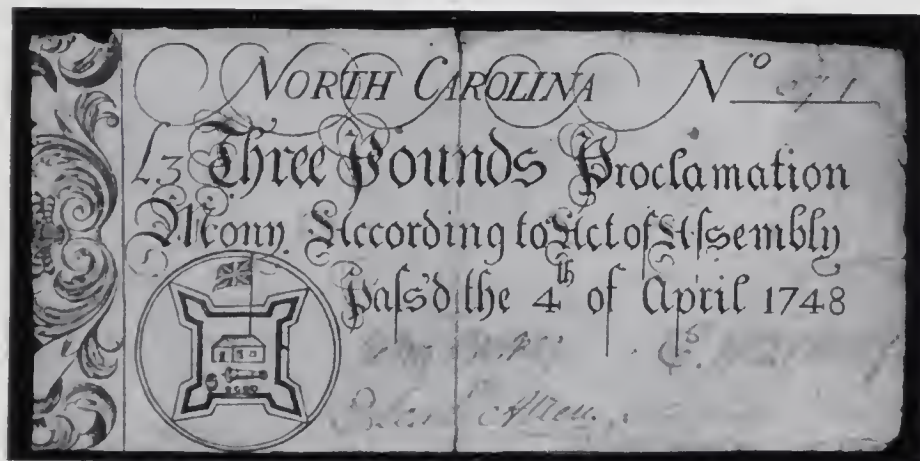 NORTH CAROLINA No
£3 Three Pounds Proclamation
Mony. According to Act of Aſsembly
Paſs'd the 4th of April 1748